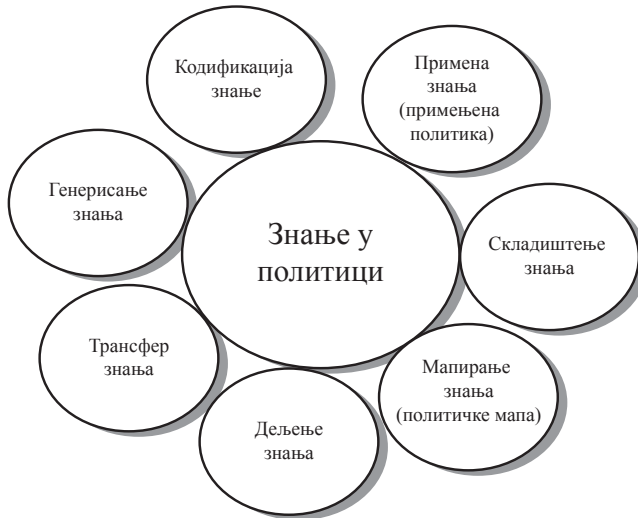 Кодификација
знање
Примена
знања
(примењена
политика)
Генерисање
знања
Знање у
политици
Складиштење
знања
Трансфер
знања
Мапирање
знања
(политичке мапа)
Дељење
знања